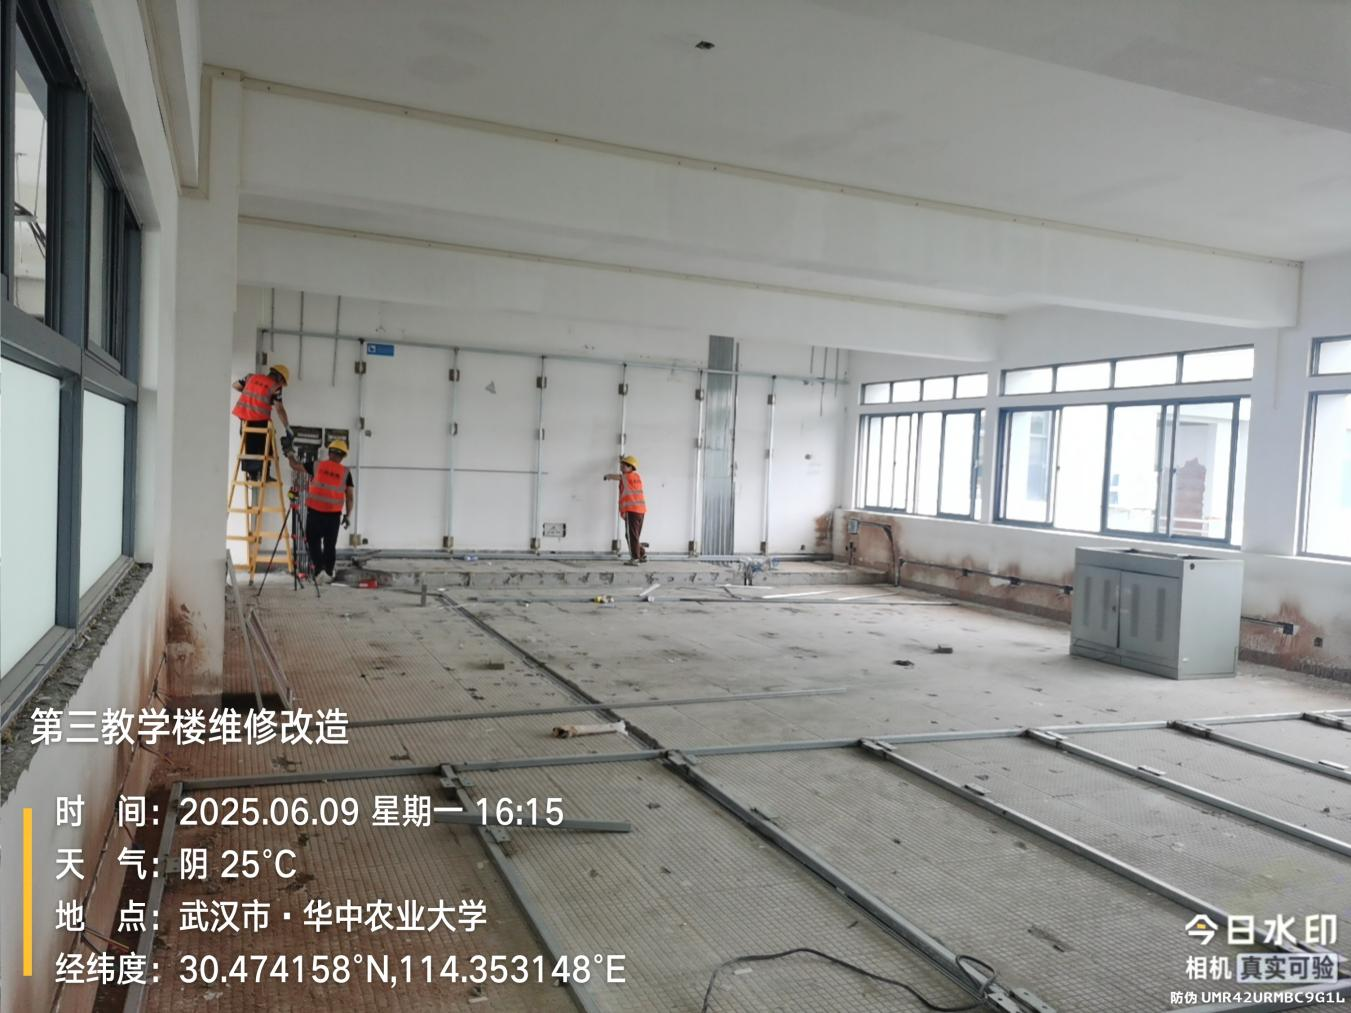 第三教学楼维修改造
时 间：2025.06.09 星期一 16:15
天 气：阴 25°C
地 点：武汉市·华中农业大学
经纬度：30.474158°N,114.353148°E
今日水印
相机 真实可验
防伪 UMR42URMBC9G1L